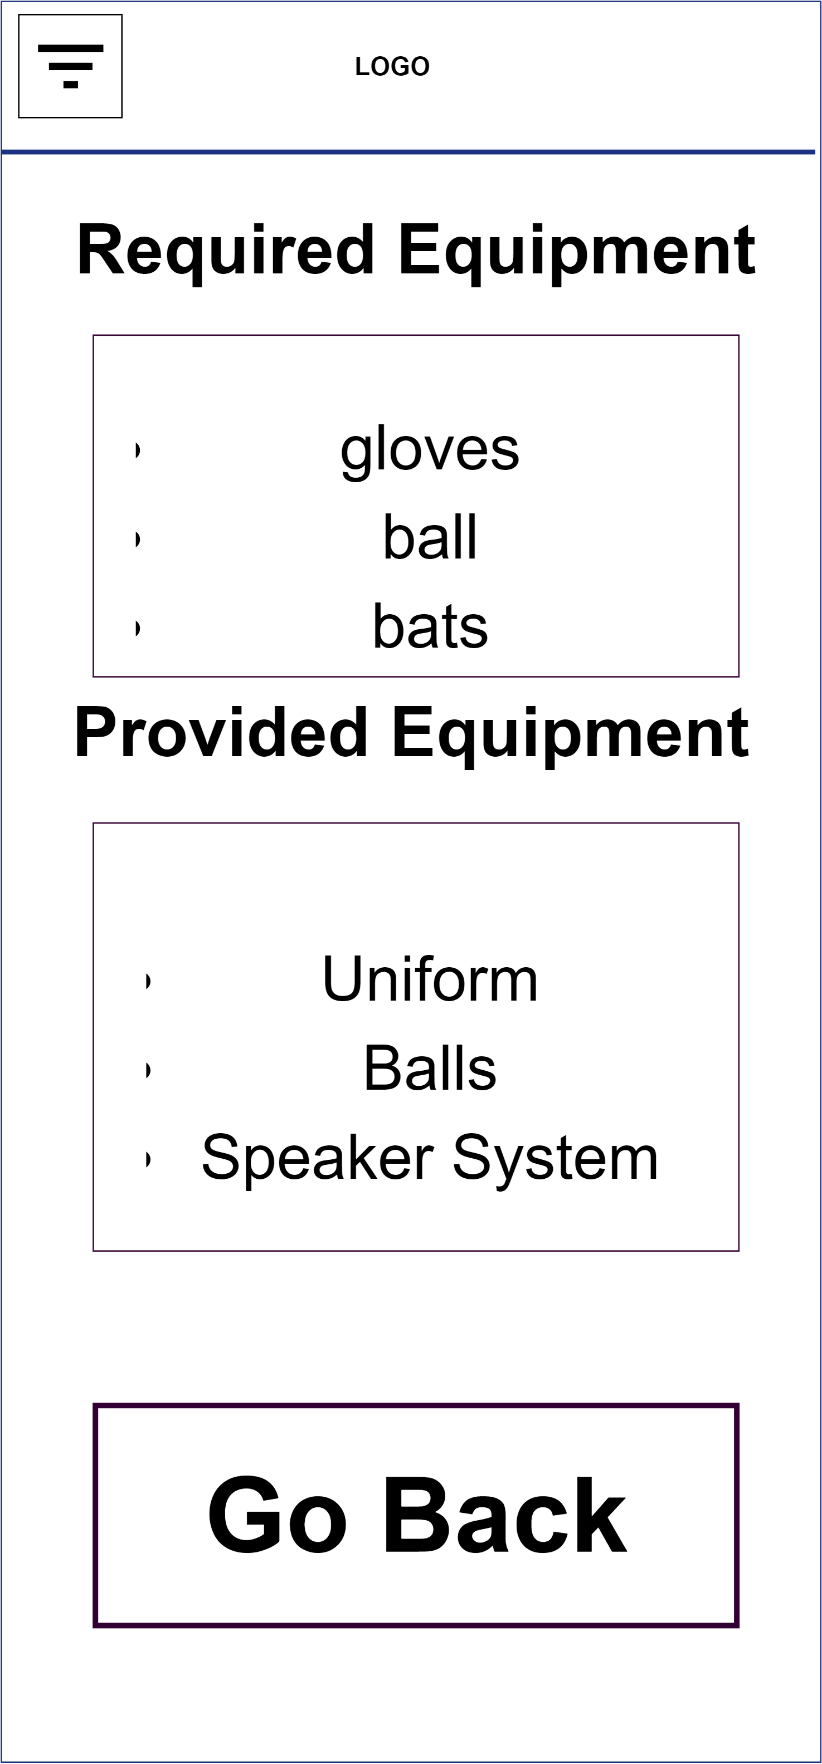 LOGO
Required Equipment
gloves
ball
bats
Provided Equipment
Uniform
Balls
Speaker System
Go Back